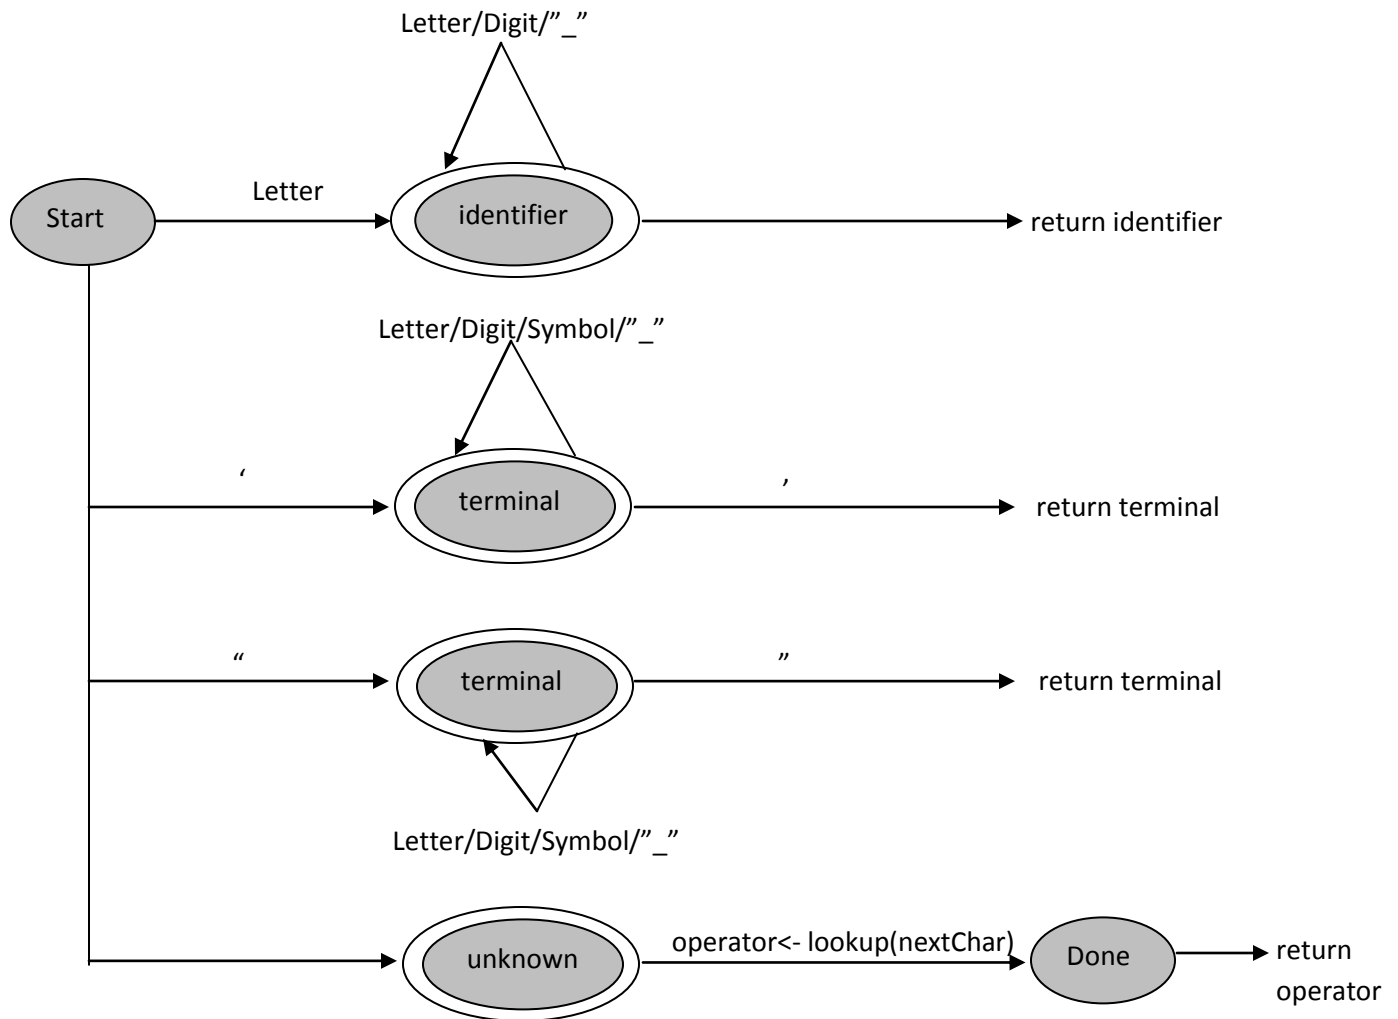 Letter/Digit/”_”
Letter
Start
identifier
return identifier
Letter/Digit/Symbol/”_”
‘
terminal
’
return terminal
“
terminal
”
return terminal
Letter/Digit/Symbol/”_”
unknown
operator<- lookup(nextChar)
Done
return
operator